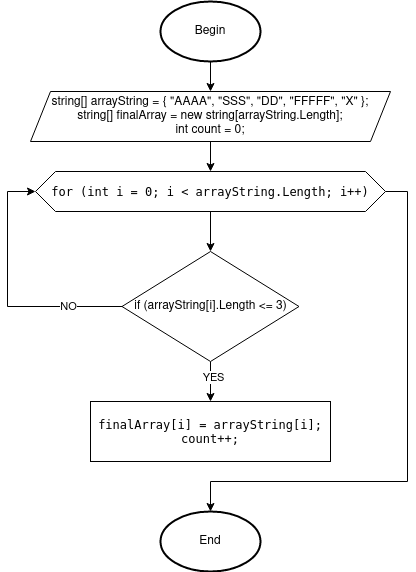 Begin
string[] arrayString = { "AAAA", "SSS", "DD", "FFFFF", "X" };
string[] finalArray = new string[arrayString.Length];
int count = 0;
for (int i = 0; i < arrayString.Length; i++)
if (arrayString[i].Length <= 3)
NO
YES
finalArray[i] = arrayString[i];
count++;
End